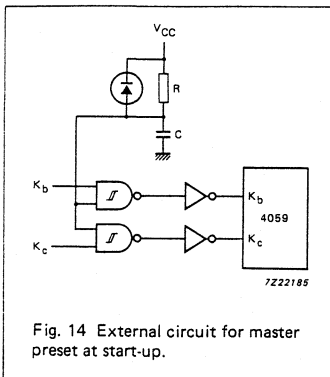 VCC
R
C
Kb
Kb
4059
Kc
Kc
7Z22185
Fig. 14 External circuit for master
preset at start-up.